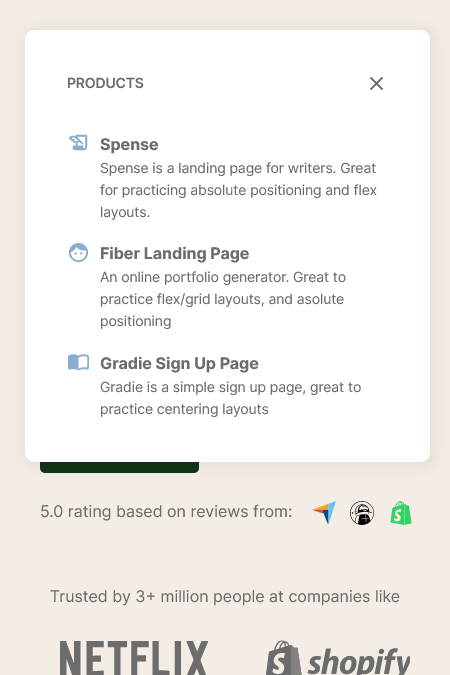 PRODUCTS
Spense
Spense is a landing page for writers. Great
for practicing absolute positioning and flex
layouts.
Fiber Landing Page
An online portfolio generator. Great to
practice flex/grid layouts, and asolute
positioning
Gradie Sign Up Page
Gradie is a simple sign up page, great to
practice centering layouts
5.0 rating based on reviews from:
Trusted by 3+ million people at companies like
NETFLIX shopify